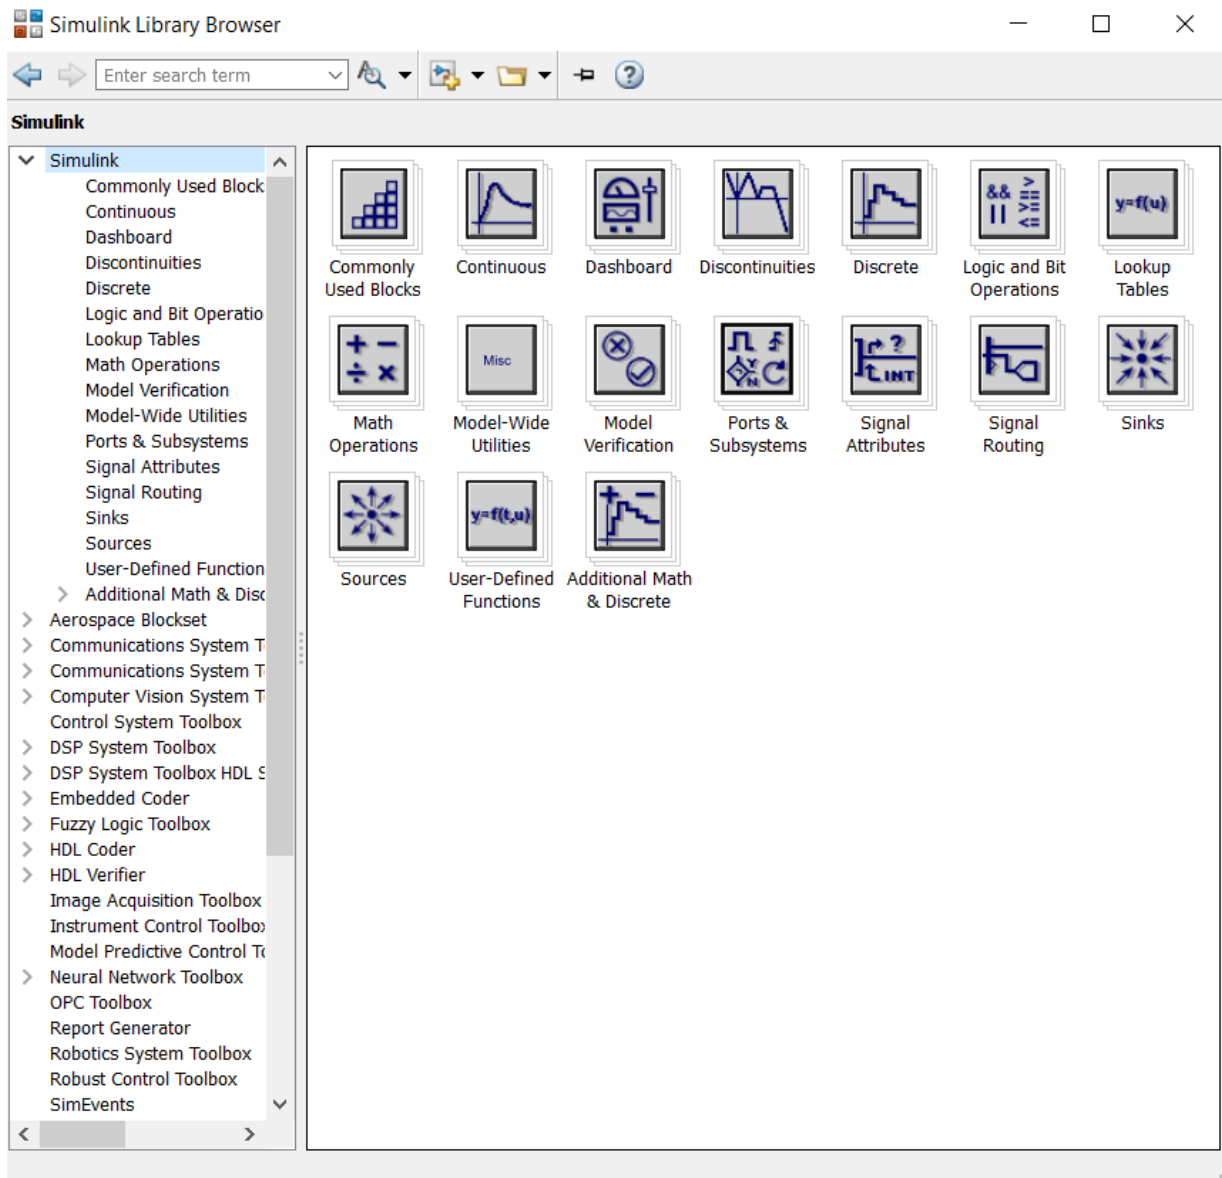 Simulink Library Browser
Enter search term
Simulink
Simulink
Commonly Used Block
Continuous
Dashboard
Discontinuities
Discrete
Logic and Bit Operatio
Lookup Tables
Math Operations
Model Verification
Model-Wide Utilities
Ports & Subsystems
Signal Attributes
Signal Routing
Sinks
Sources
User-Defined Function
Additional Math & Disc
Aerospace Blockset
Communications System T
Communications System T
Computer Vision System T
Control System Toolbox
DSP System Toolbox
DSP System Toolbox HDL S
Embedded Coder
Fuzzy Logic Toolbox
HDL Coder
HDL Verifier
Image Acquisition Toolbox
Instrument Control Toolbox
Model Predictive Control To
Neural Network Toolbox
OPC Toolbox
Report Generator
Robotics System Toolbox
Robust Control Toolbox
SimEvents
&& > ==
|| >= <=
y=f(u)
Commonly Used Blocks
Continuous
Dashboard
Discontinuities
Discrete
Logic and Bit Operations
Lookup Tables
+ −
÷ ×
Misc
Y
N
?
INT
Math Operations
Model-Wide Utilities
Model Verification
Ports & Subsystems
Signal Attributes
Signal Routing
Sinks
y=f(t,u)
+ −
Sources
User-Defined Functions
Additional Math & Discrete